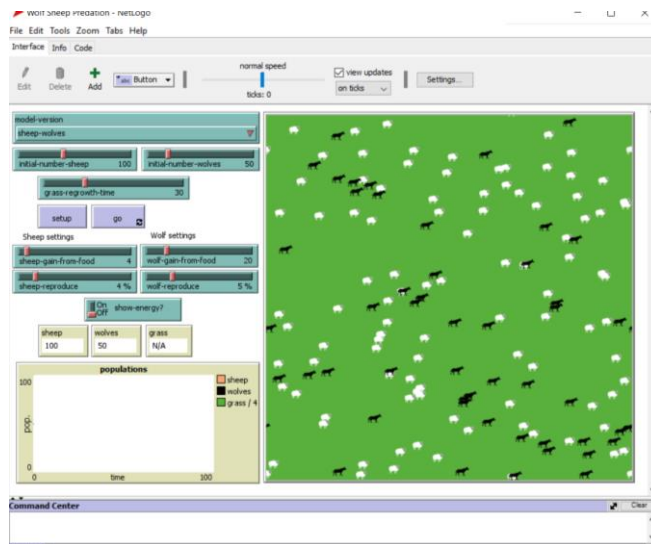 Wolf Sheep Predation - NetLogo
File Edit Tools Zoom Tabs Help
Interface Info Code
Edit Delete Add
abc Button
normal speed
ticks: 0
view updates
on ticks
Settings...
model-version
sheep-wolves
initial-number-sheep 100
initial-number-wolves 50
grass-regrowth-time 30
setup
go
Sheep settings
Wolf settings
sheep-gain-from-food 4
wolf-gain-from-food 20
sheep-reproduce 4 %
wolf-reproduce 5 %
On
Off
show-energy?
sheep
100
wolves
50
grass
N/A
populations
100
pop.
0
0
time
100
sheep
wolves
grass / 4
Command Center
Clear